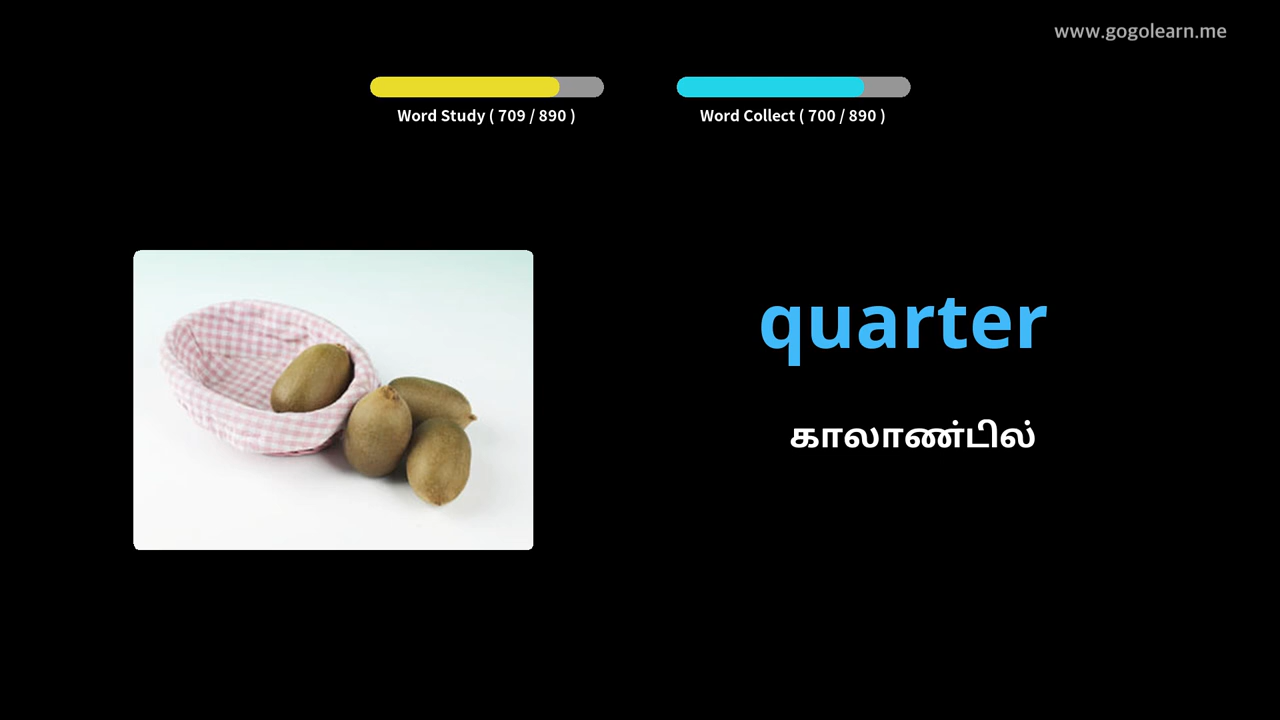 www.gogolearn.me
Word Study ( 709 / 890 )
Word Collect ( 700 / 890 )
quarter
காலாண்டில்